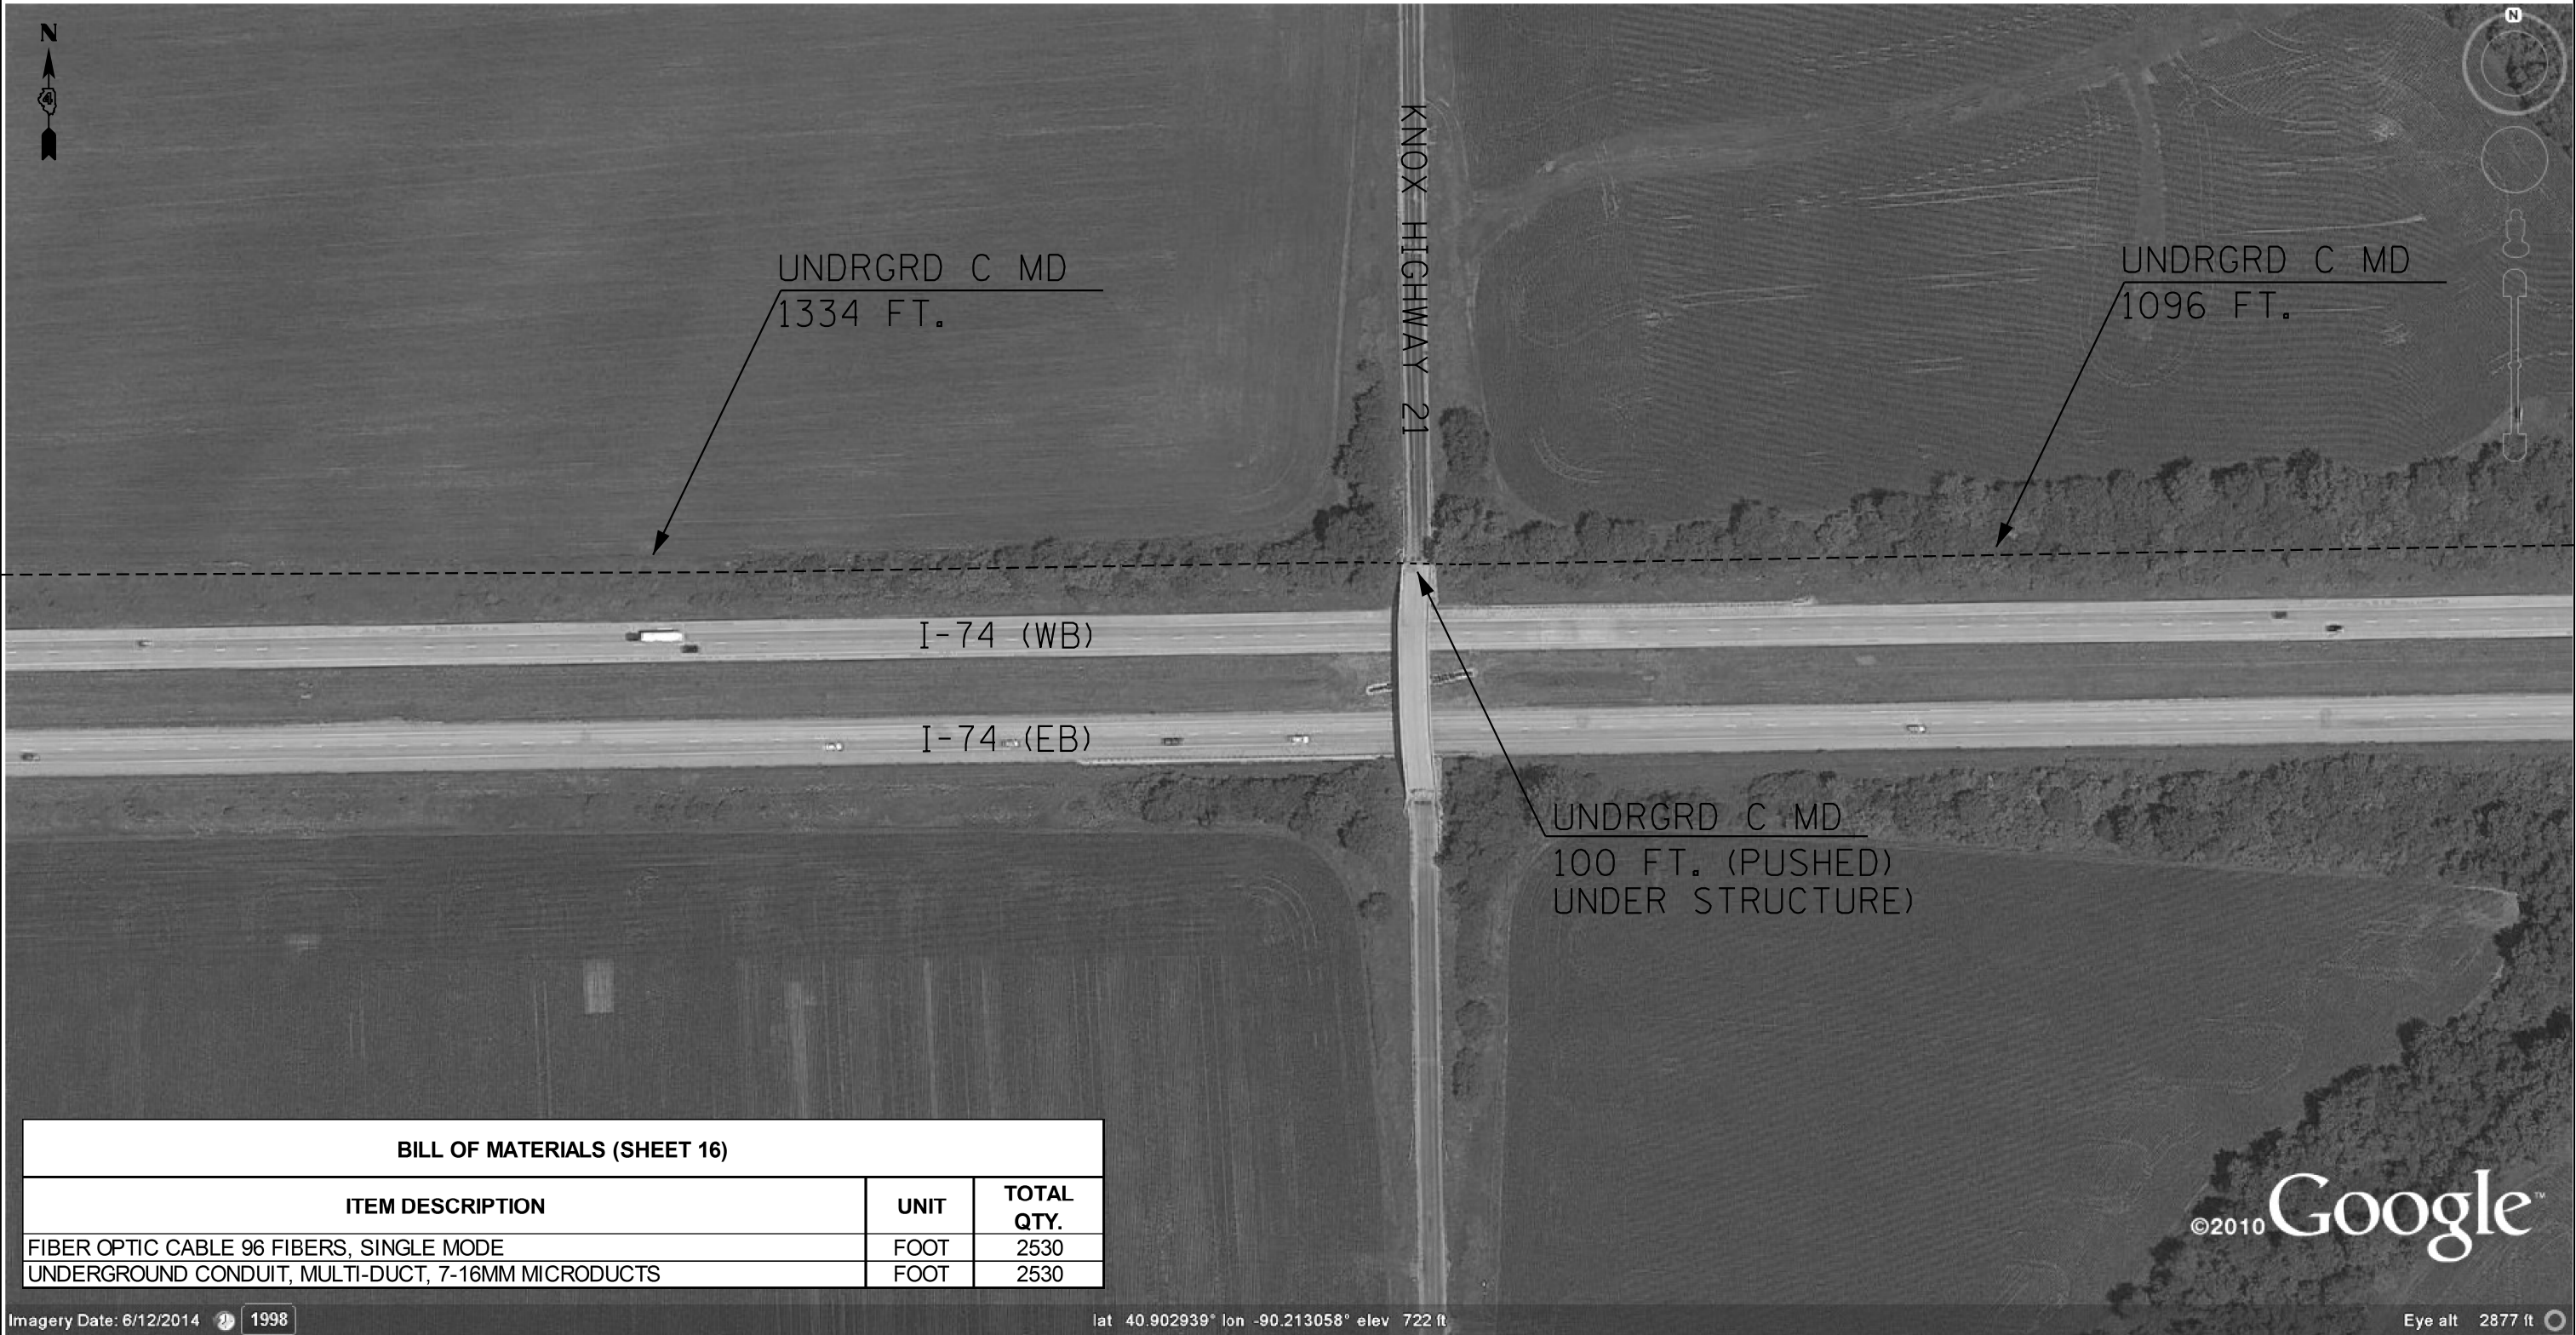 N
4
N
KNOX HIGHWAY 21
UNDRGRD C MD
1334 FT.
UNDRGRD C MD
1096 FT.
I-74 (WB)
I-74 (EB)
UNDRGRD C MD
100 FT. (PUSHED)
UNDER STRUCTURE)
BILL OF MATERIALS (SHEET 16)
ITEM DESCRIPTION UNIT TOTAL QTY.
FIBER OPTIC CABLE 96 FIBERS, SINGLE MODE FOOT 2530
UNDERGROUND CONDUIT, MULTI-DUCT, 7-16MM MICRODUCTS FOOT 2530
©2010 Google™
Imagery Date: 6/12/2014 1998 lat 40.902939° lon -90.213058° elev 722 ft Eye alt 2877 ft